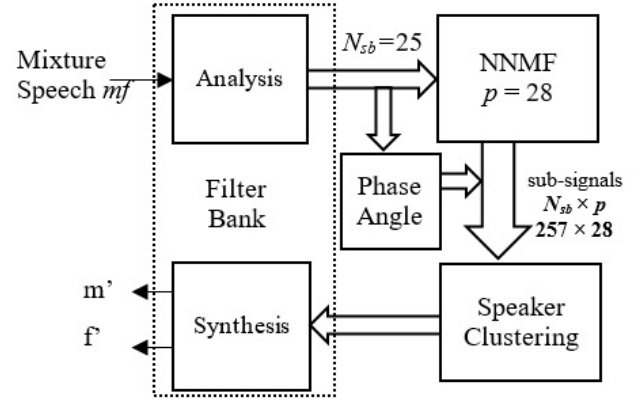 Mixture
Speech mf
Analysis
N_sb=25
NNMF
p = 28
Phase
Angle
sub-signals
N_sb × p
257 × 28
Filter
Bank
m’
f’
Synthesis
Speaker
Clustering